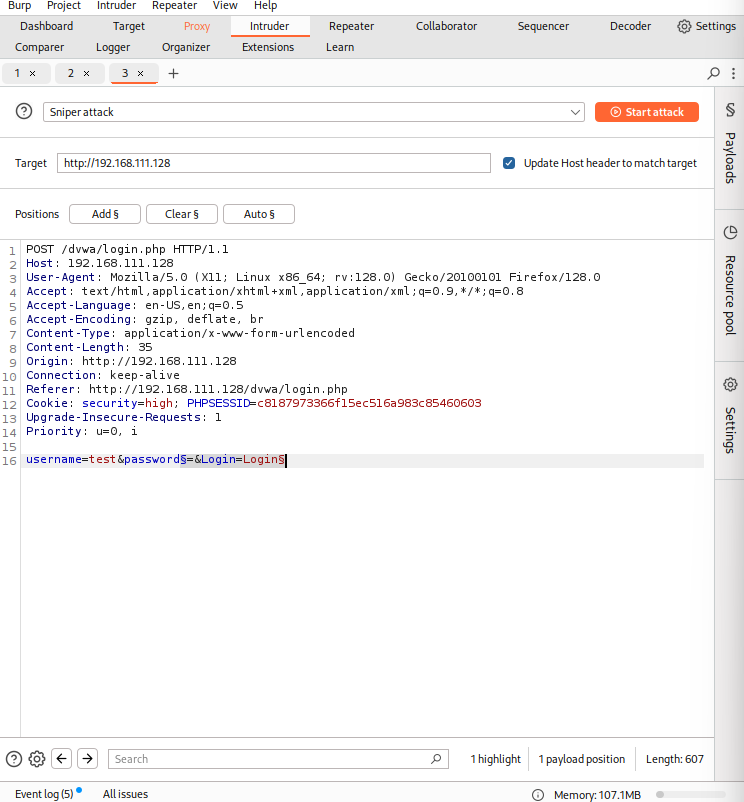 Burp Project Intruder Repeater View Help
Dashboard Target Proxy Intruder Repeater Collaborator Sequencer Decoder Settings
Comparer Logger Organizer Extensions Learn
1 × 2 × 3 × +
Sniper attack Start attack
Target http://192.168.111.128 Update Host header to match target
Positions Add § Clear § Auto §
1 POST /dvwa/login.php HTTP/1.1
2 Host: 192.168.111.128
3 User-Agent: Mozilla/5.0 (X11; Linux x86_64; rv:128.0) Gecko/20100101 Firefox/128.0
4 Accept: text/html,application/xhtml+xml,application/xml;q=0.9,*/*;q=0.8
5 Accept-Language: en-US,en;q=0.5
6 Accept-Encoding: gzip, deflate, br
7 Content-Type: application/x-www-form-urlencoded
8 Content-Length: 35
9 Origin: http://192.168.111.128
10 Connection: keep-alive
11 Referer: http://192.168.111.128/dvwa/login.php
12 Cookie: security=high; PHPSESSID=c8187973366f15ec516a983c85460603
13 Upgrade-Insecure-Requests: 1
14 Priority: u=0, i
15
16 username=test&password§=&Login=Login§
§ Payloads
Resource pool
Settings
Search 1 highlight 1 payload position Length: 607
Event log (5) All issues Memory: 107.1MB